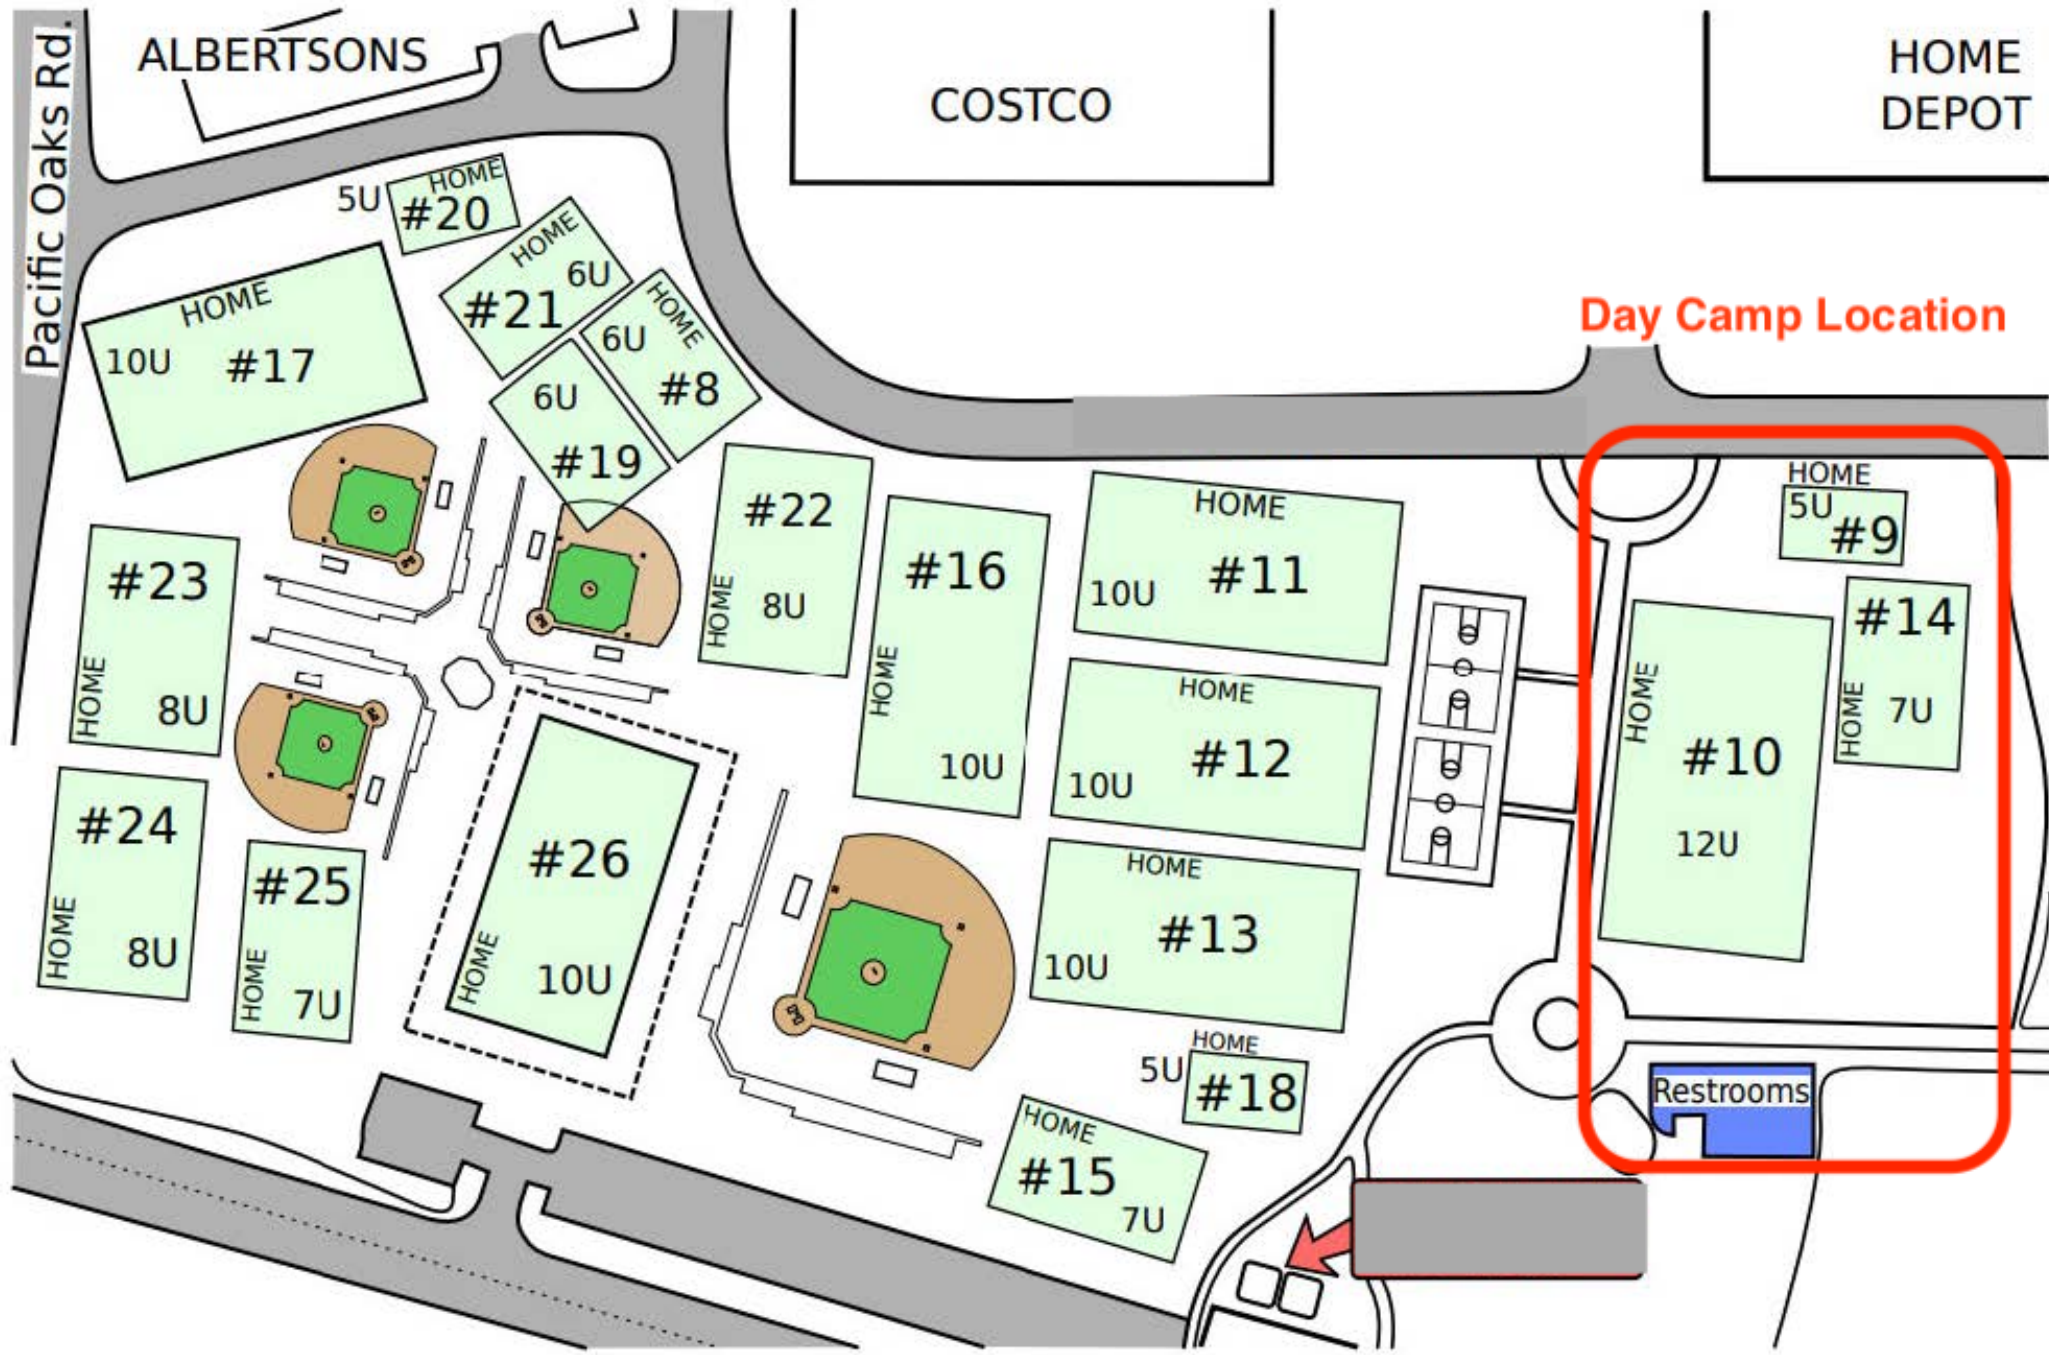 Pacific Oaks Rd.
ALBERTSONS
COSTCO
HOME
DEPOT
5U
HOME
#20
HOME
6U
#21
HOME
10U
#17
HOME
6U
#8
6U
#19
Day Camp Location
#22
HOME
8U
#16
HOME
10U
HOME
#11
10U
HOME
5U
#9
#14
HOME
7U
HOME
#10
12U
#23
HOME
8U
HOME
#12
10U
#24
HOME
8U
#25
HOME
7U
#26
HOME
10U
HOME
#13
10U
HOME
5U
#18
HOME
#15
7U
Restrooms